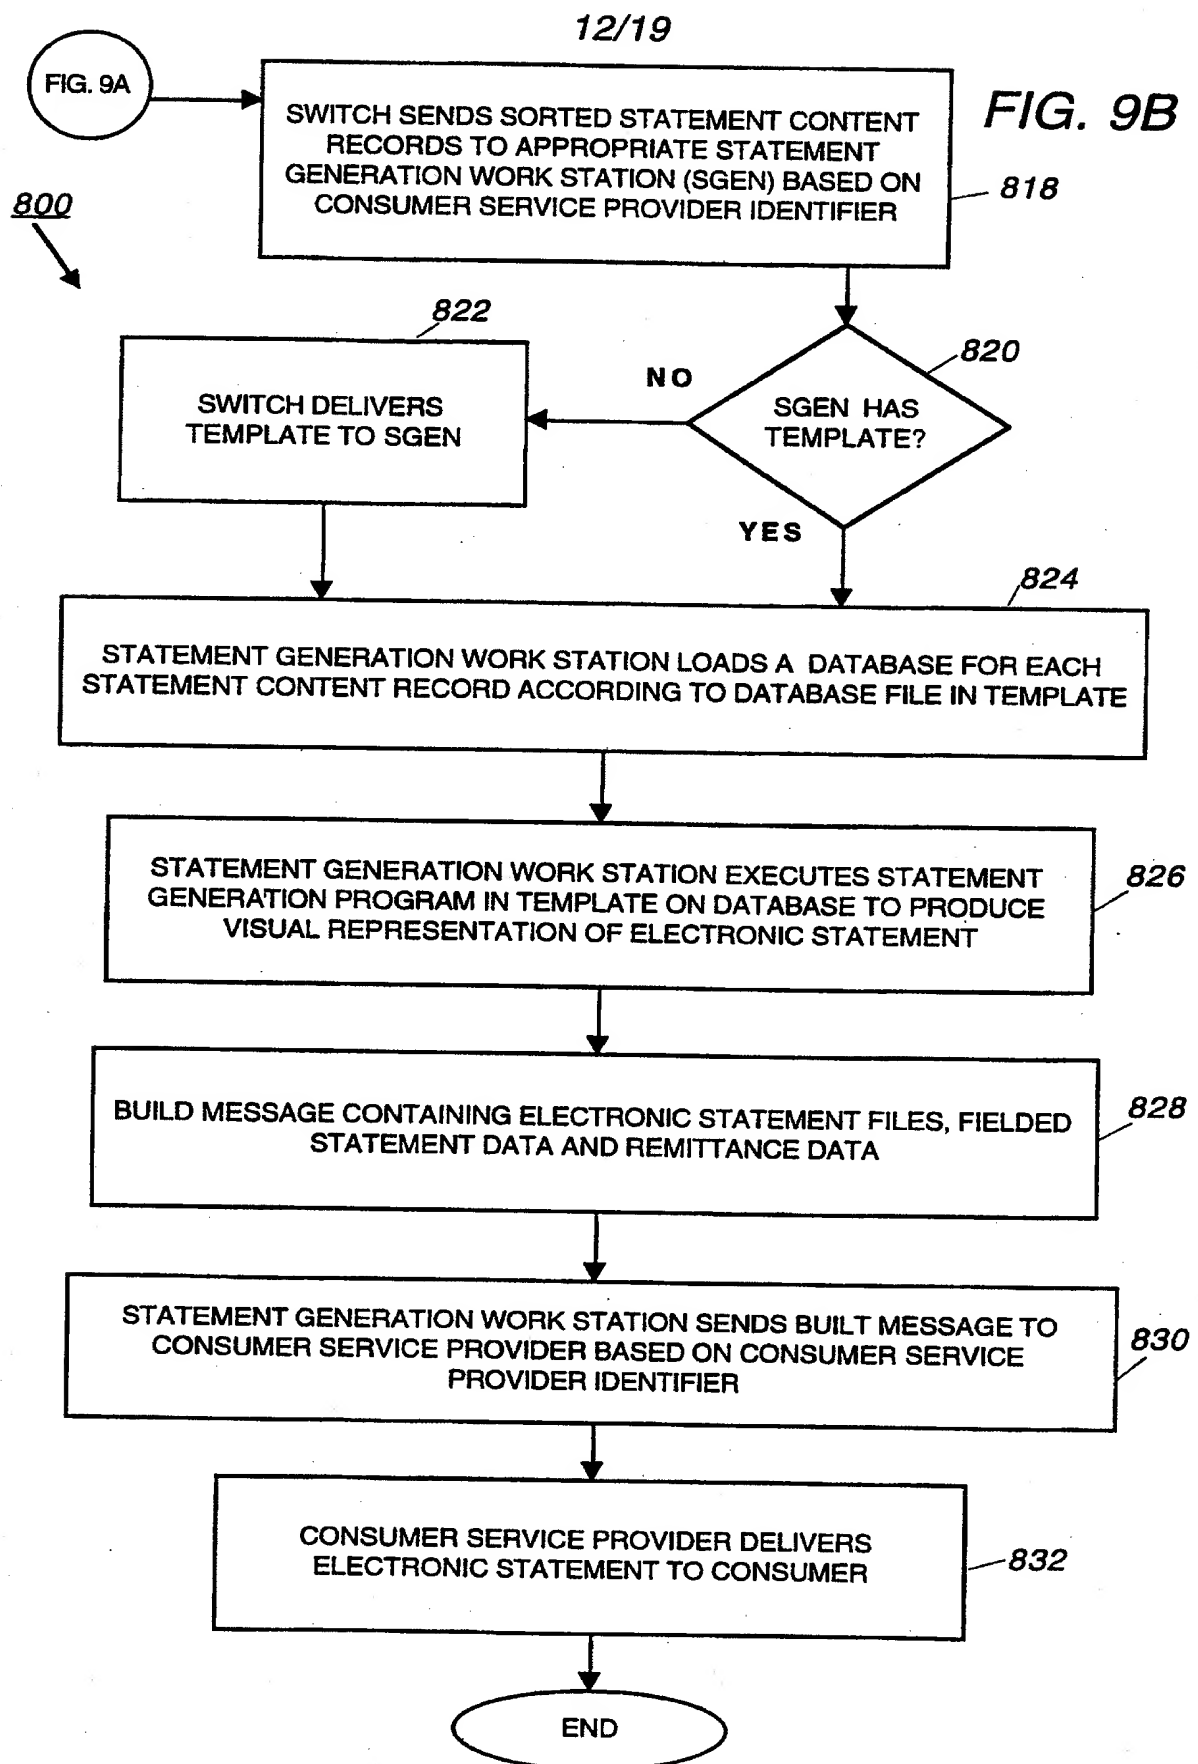 12/19
FIG. 9A
FIG. 9B
SWITCH SENDS SORTED STATEMENT CONTENT
RECORDS TO APPROPRIATE STATEMENT
GENERATION WORK STATION (SGEN) BASED ON
CONSUMER SERVICE PROVIDER IDENTIFIER
818
800
822
SWITCH DELIVERS
TEMPLATE TO SGEN
NO
820
SGEN HAS
TEMPLATE?
YES
824
STATEMENT GENERATION WORK STATION LOADS A DATABASE FOR EACH
STATEMENT CONTENT RECORD ACCORDING TO DATABASE FILE IN TEMPLATE
STATEMENT GENERATION WORK STATION EXECUTES STATEMENT
GENERATION PROGRAM IN TEMPLATE ON DATABASE TO PRODUCE
VISUAL REPRESENTATION OF ELECTRONIC STATEMENT
826
BUILD MESSAGE CONTAINING ELECTRONIC STATEMENT FILES, FIELDED
STATEMENT DATA AND REMITTANCE DATA
828
STATEMENT GENERATION WORK STATION SENDS BUILT MESSAGE TO
CONSUMER SERVICE PROVIDER BASED ON CONSUMER SERVICE
PROVIDER IDENTIFIER
830
CONSUMER SERVICE PROVIDER DELIVERS
ELECTRONIC STATEMENT TO CONSUMER
832
END